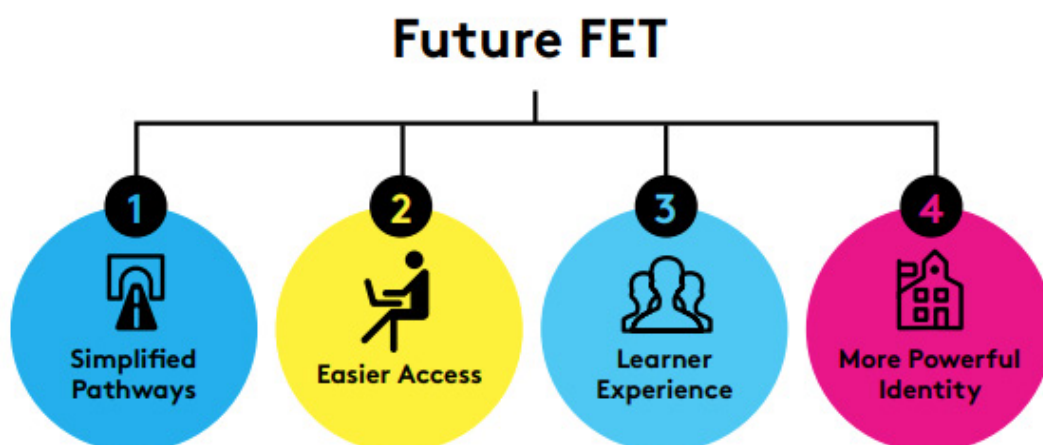 Future FET
1
Simplified
Pathways
2
Easier Access
3
Learner
Experience
4
More Powerful
Identity